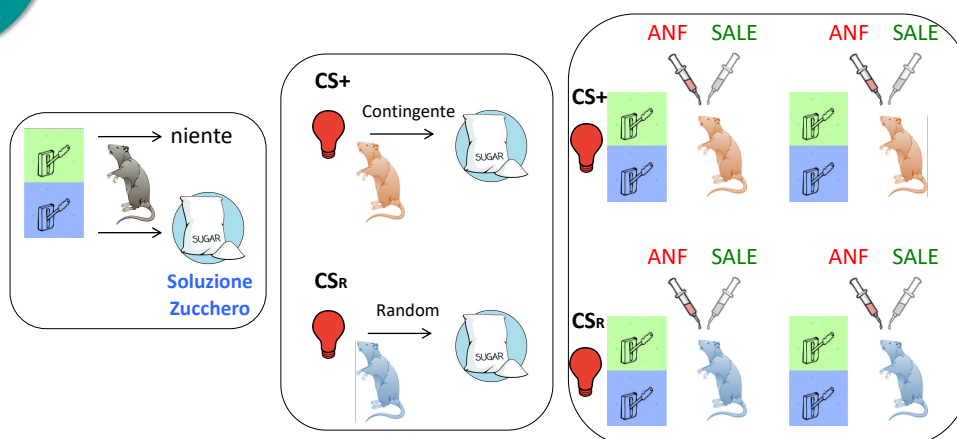 niente
SUGAR
Soluzione
Zucchero
CS+
Contingente
SUGAR
CSR
Random
SUGAR
ANF SALE ANF SALE
CS+
ANF SALE ANF SALE
CSR